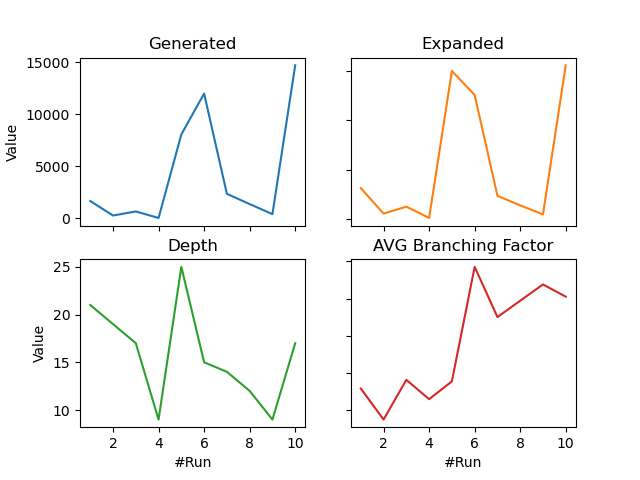 Generated
Expanded
15000
10000
5000
0
Value
Depth
AVG Branching Factor
25
20
15
10
Value
2 4 6 8 10
2 4 6 8 10
#Run
#Run